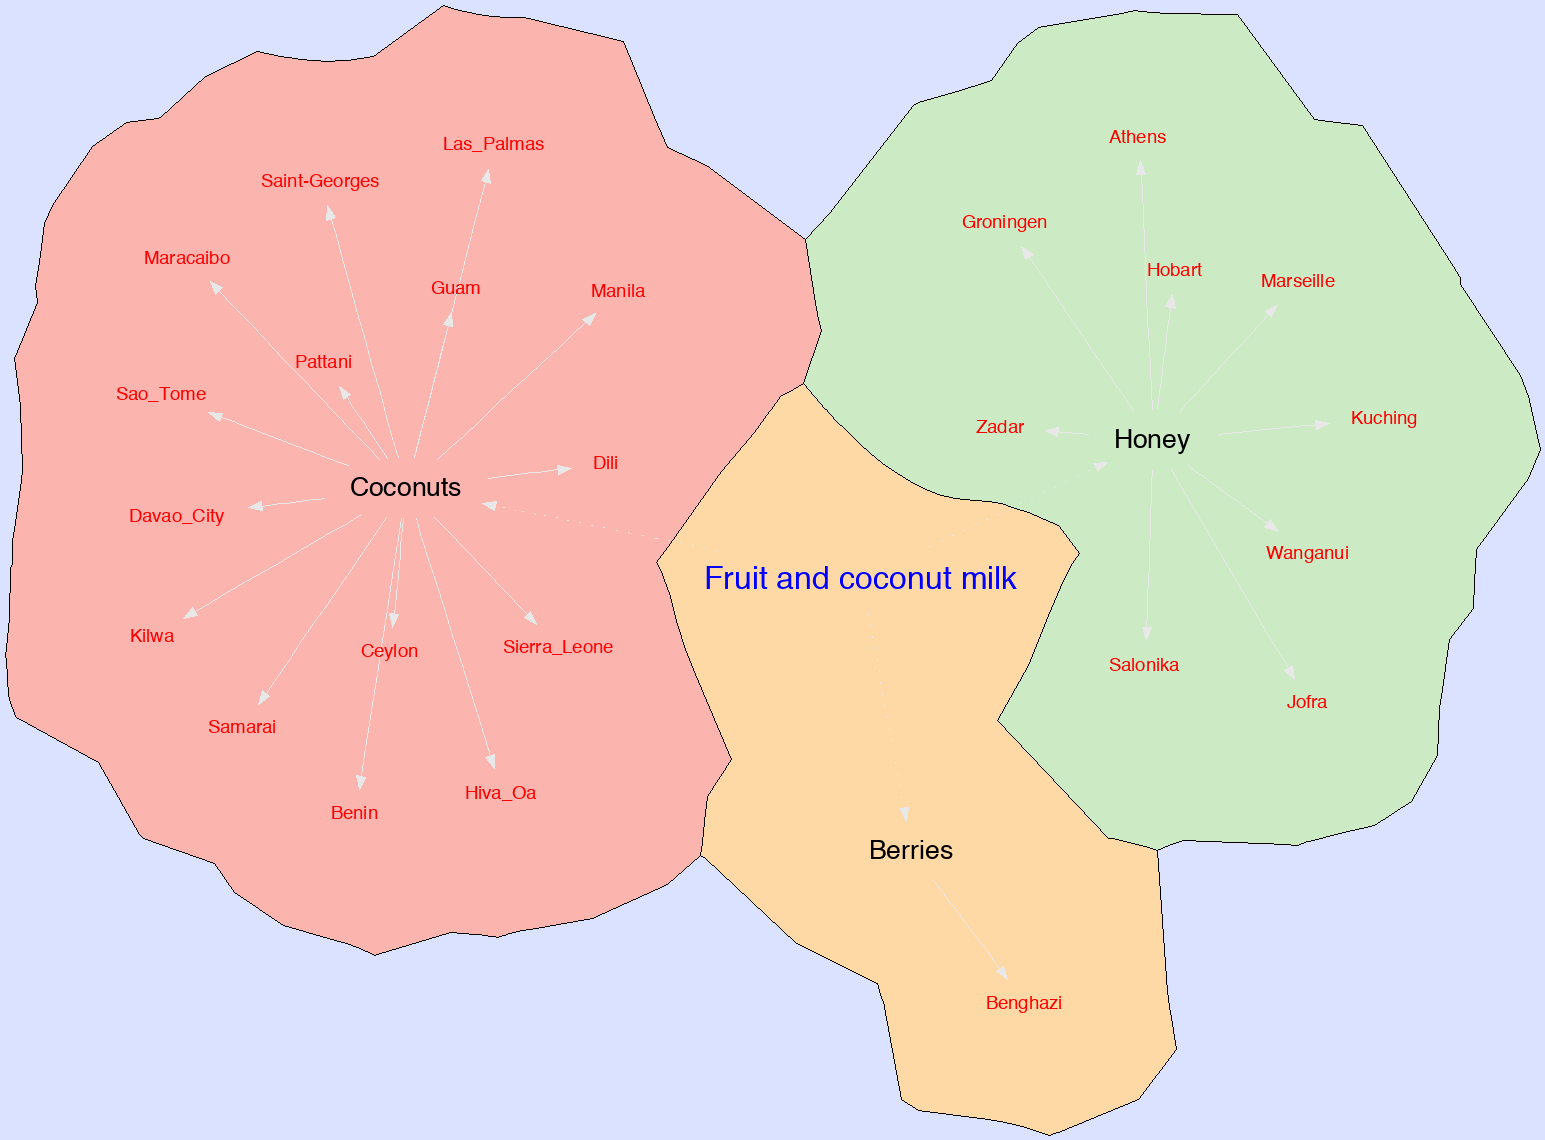 Athens
Las_Palmas
Saint-Georges
Groningen
Maracaibo
Hobart
Marseille
Guam
Manila
Pattani
Sao_Tome
Kuching
Zadar
Honey
Dili
Coconuts
Davao_City
Wanganui
Fruit and coconut milk
Kilwa
Ceylon
Sierra_Leone
Salonika
Jofra
Samarai
Hiva_Oa
Benin
Berries
Benghazi